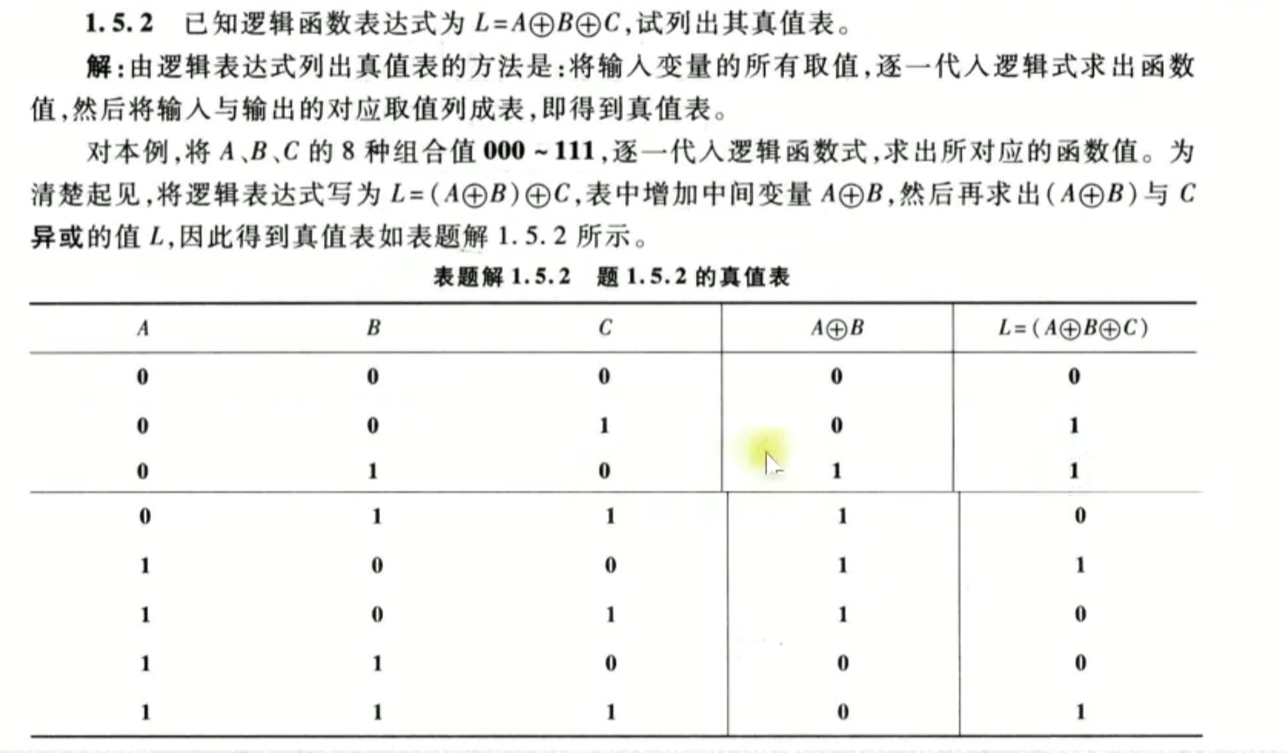 1.5.2 已知逻辑函数表达式为 L=A⊕B⊕C,试列出其真值表。
解:由逻辑表达式列出真值表的方法是:将输入变量的所有取值,逐一代入逻辑式求出函数
值,然后将输入与输出的对应取值列成表,即得到真值表。
对本例,将 A、B、C 的 8 种组合值 000 ~ 111,逐一代入逻辑函数式,求出所对应的函数值。为
清楚起见,将逻辑表达式写为 L=(A⊕B)⊕C,表中增加中间变量 A⊕B,然后再求出(A⊕B)与 C
异或的值 L,因此得到真值表如表题解 1.5.2 所示。
表题解 1.5.2 题 1.5.2 的真值表
A B C A⊕B L=(A⊕B⊕C)
0 0 0 0 0
0 0 1 0 1
0 1 0 1 1
0 1 1 1 0
1 0 0 1 1
1 0 1 1 0
1 1 0 0 0
1 1 1 0 1